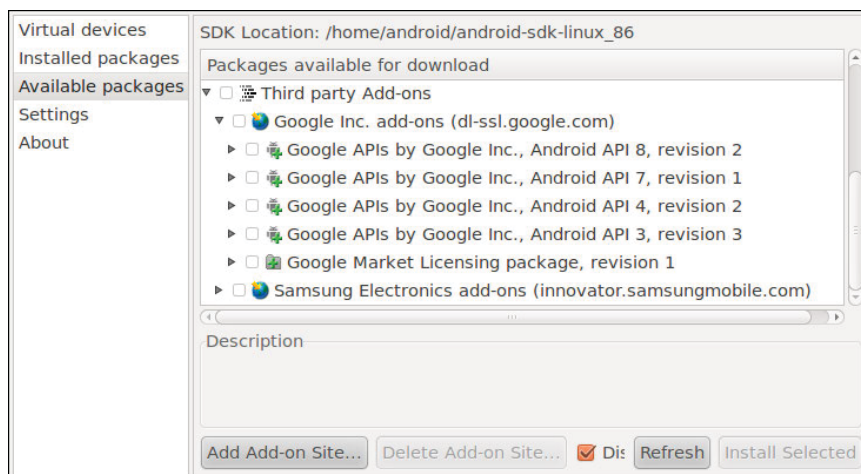 Virtual devices
Installed packages
Available packages
Settings
About
SDK Location: /home/android/android-sdk-linux_86
Packages available for download
Third party Add-ons
Google Inc. add-ons (dl-ssl.google.com)
Google APIs by Google Inc., Android API 8, revision 2
Google APIs by Google Inc., Android API 7, revision 1
Google APIs by Google Inc., Android API 4, revision 2
Google APIs by Google Inc., Android API 3, revision 3
Google Market Licensing package, revision 1
Samsung Electronics add-ons (innovator.samsungmobile.com)
Description
Add Add-on Site... Delete Add-on Site... Refresh Install Selected